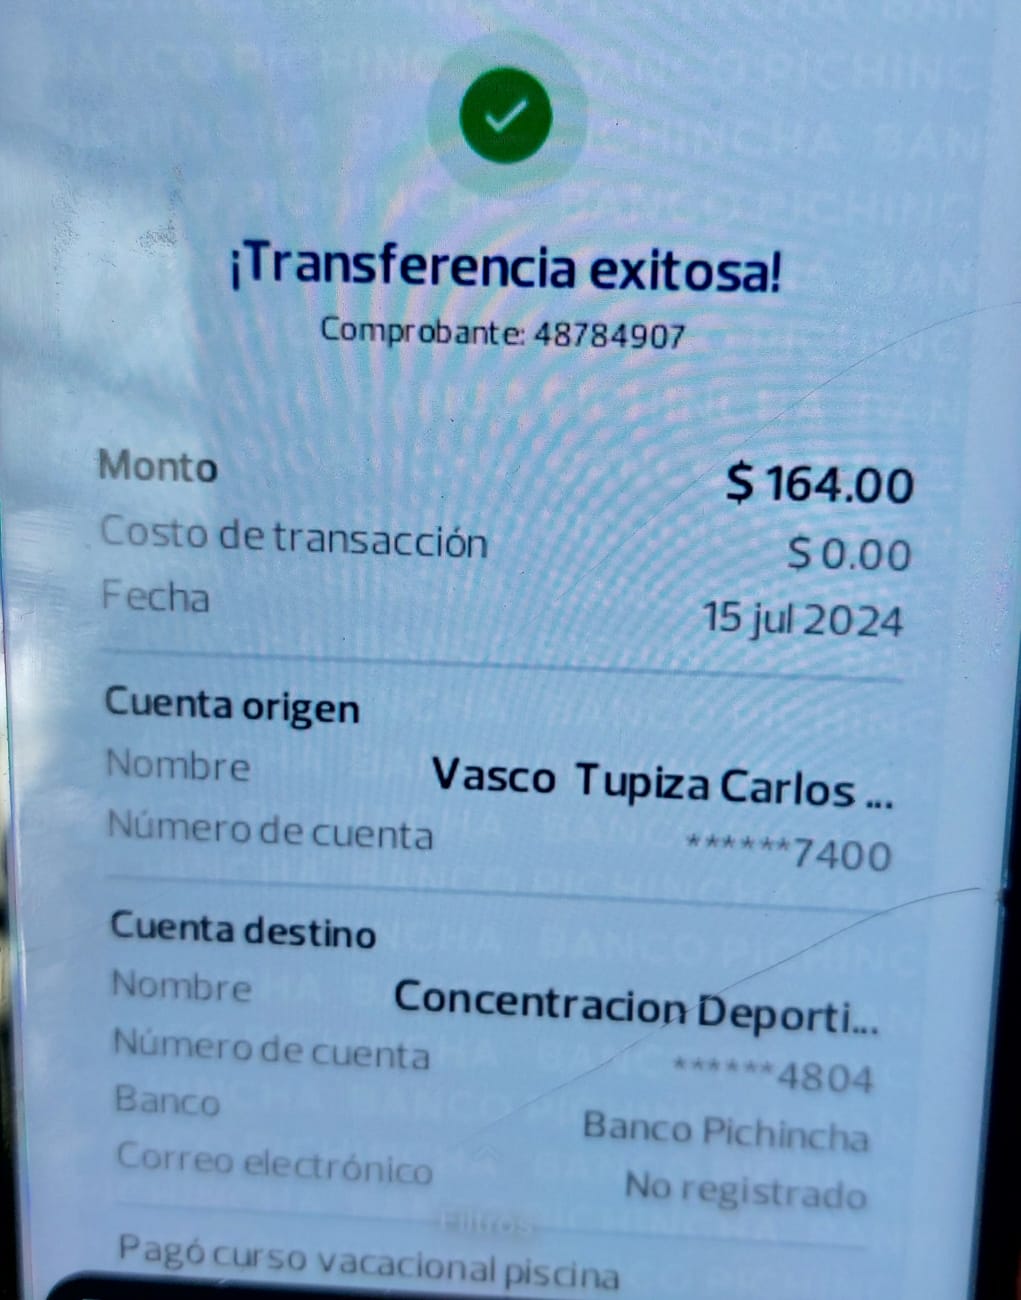 ¡Transferencia exitosa!
Comprobante: 48784907
Monto $ 164.00
Costo de transacción $ 0.00
Fecha 15 jul 2024
Cuenta origen
Nombre Vasco Tupiza Carlos ...
Número de cuenta ******7400
Cuenta destino
Nombre Concentracion Deporti...
Número de cuenta ******4804
Banco Banco Pichincha
Correo electrónico No registrado
Filtros
Pagó curso vacacional piscina